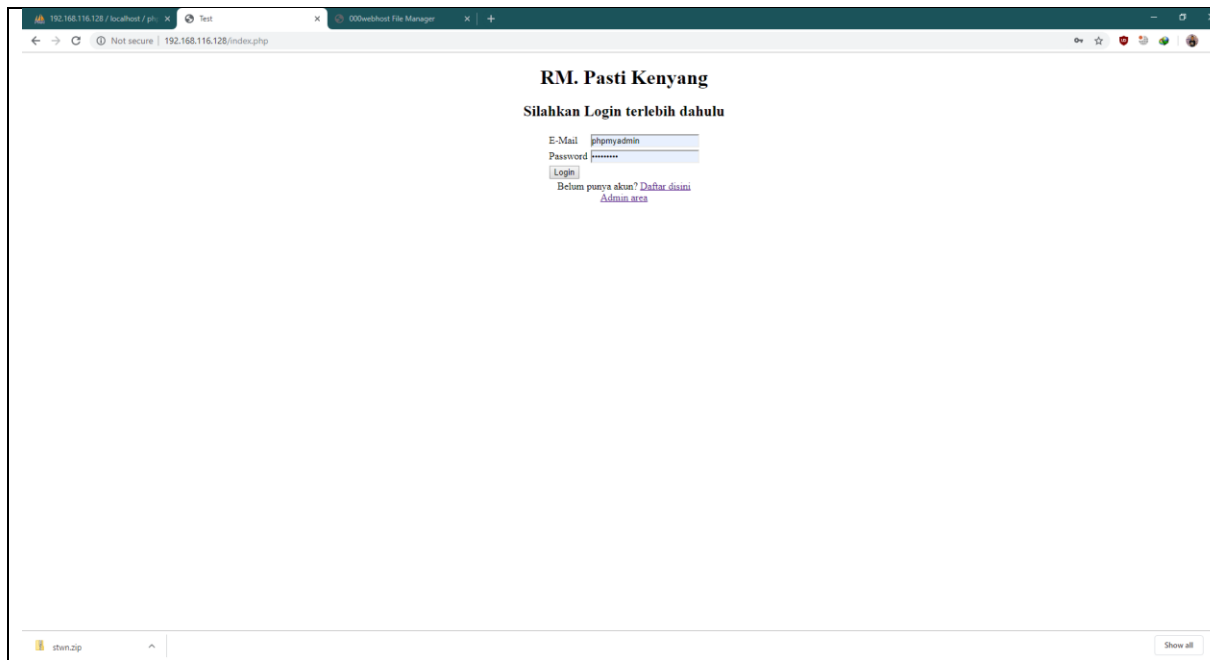 192.168.116.128 / localhost / ph
Test
000webhost File Manager
Not secure | 192.168.116.128/index.php
RM. Pasti Kenyang
Silahkan Login terlebih dahulu
E-Mail phpmyadmin
Password •••••••••
Login
Belum punya akun? Daftar disini
Admin area
stwn.zip
Show all